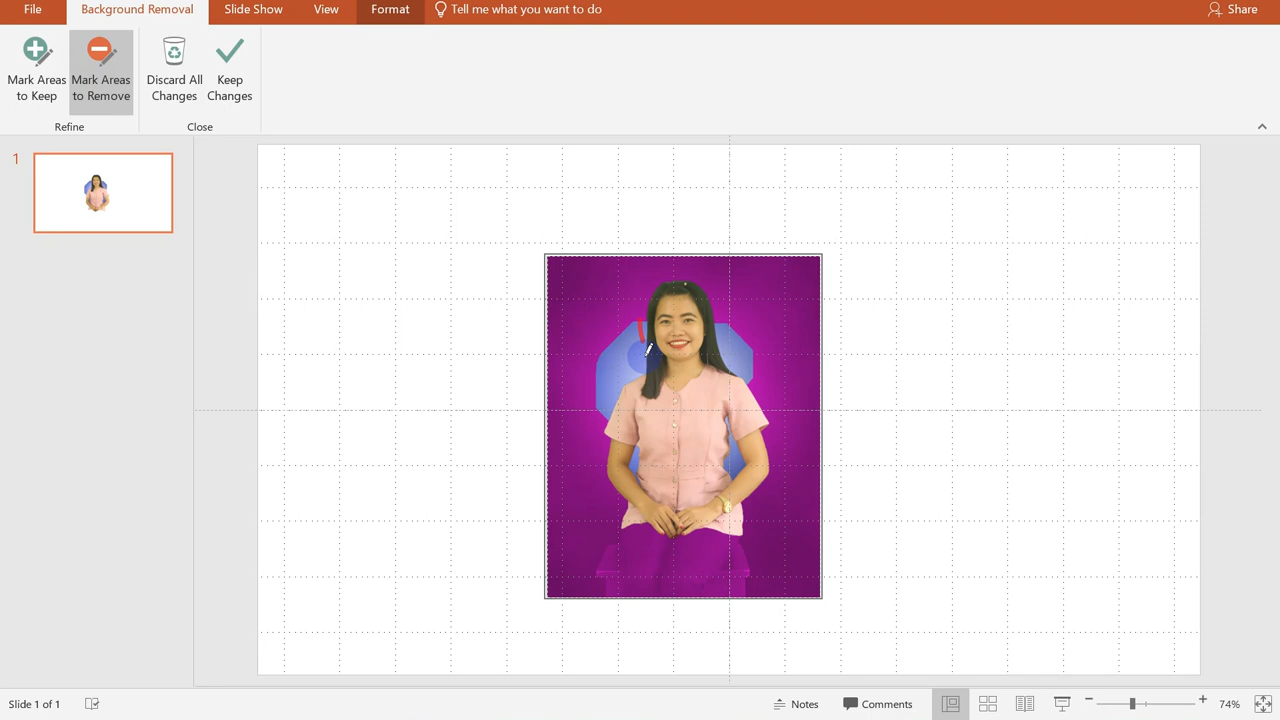 File Background Removal Slide Show View Format Tell me what you want to do Share
Mark Areas to Keep
Mark Areas to Remove
Discard All Changes
Keep Changes
Refine
Close
1
Slide 1 of 1 Notes Comments 74%